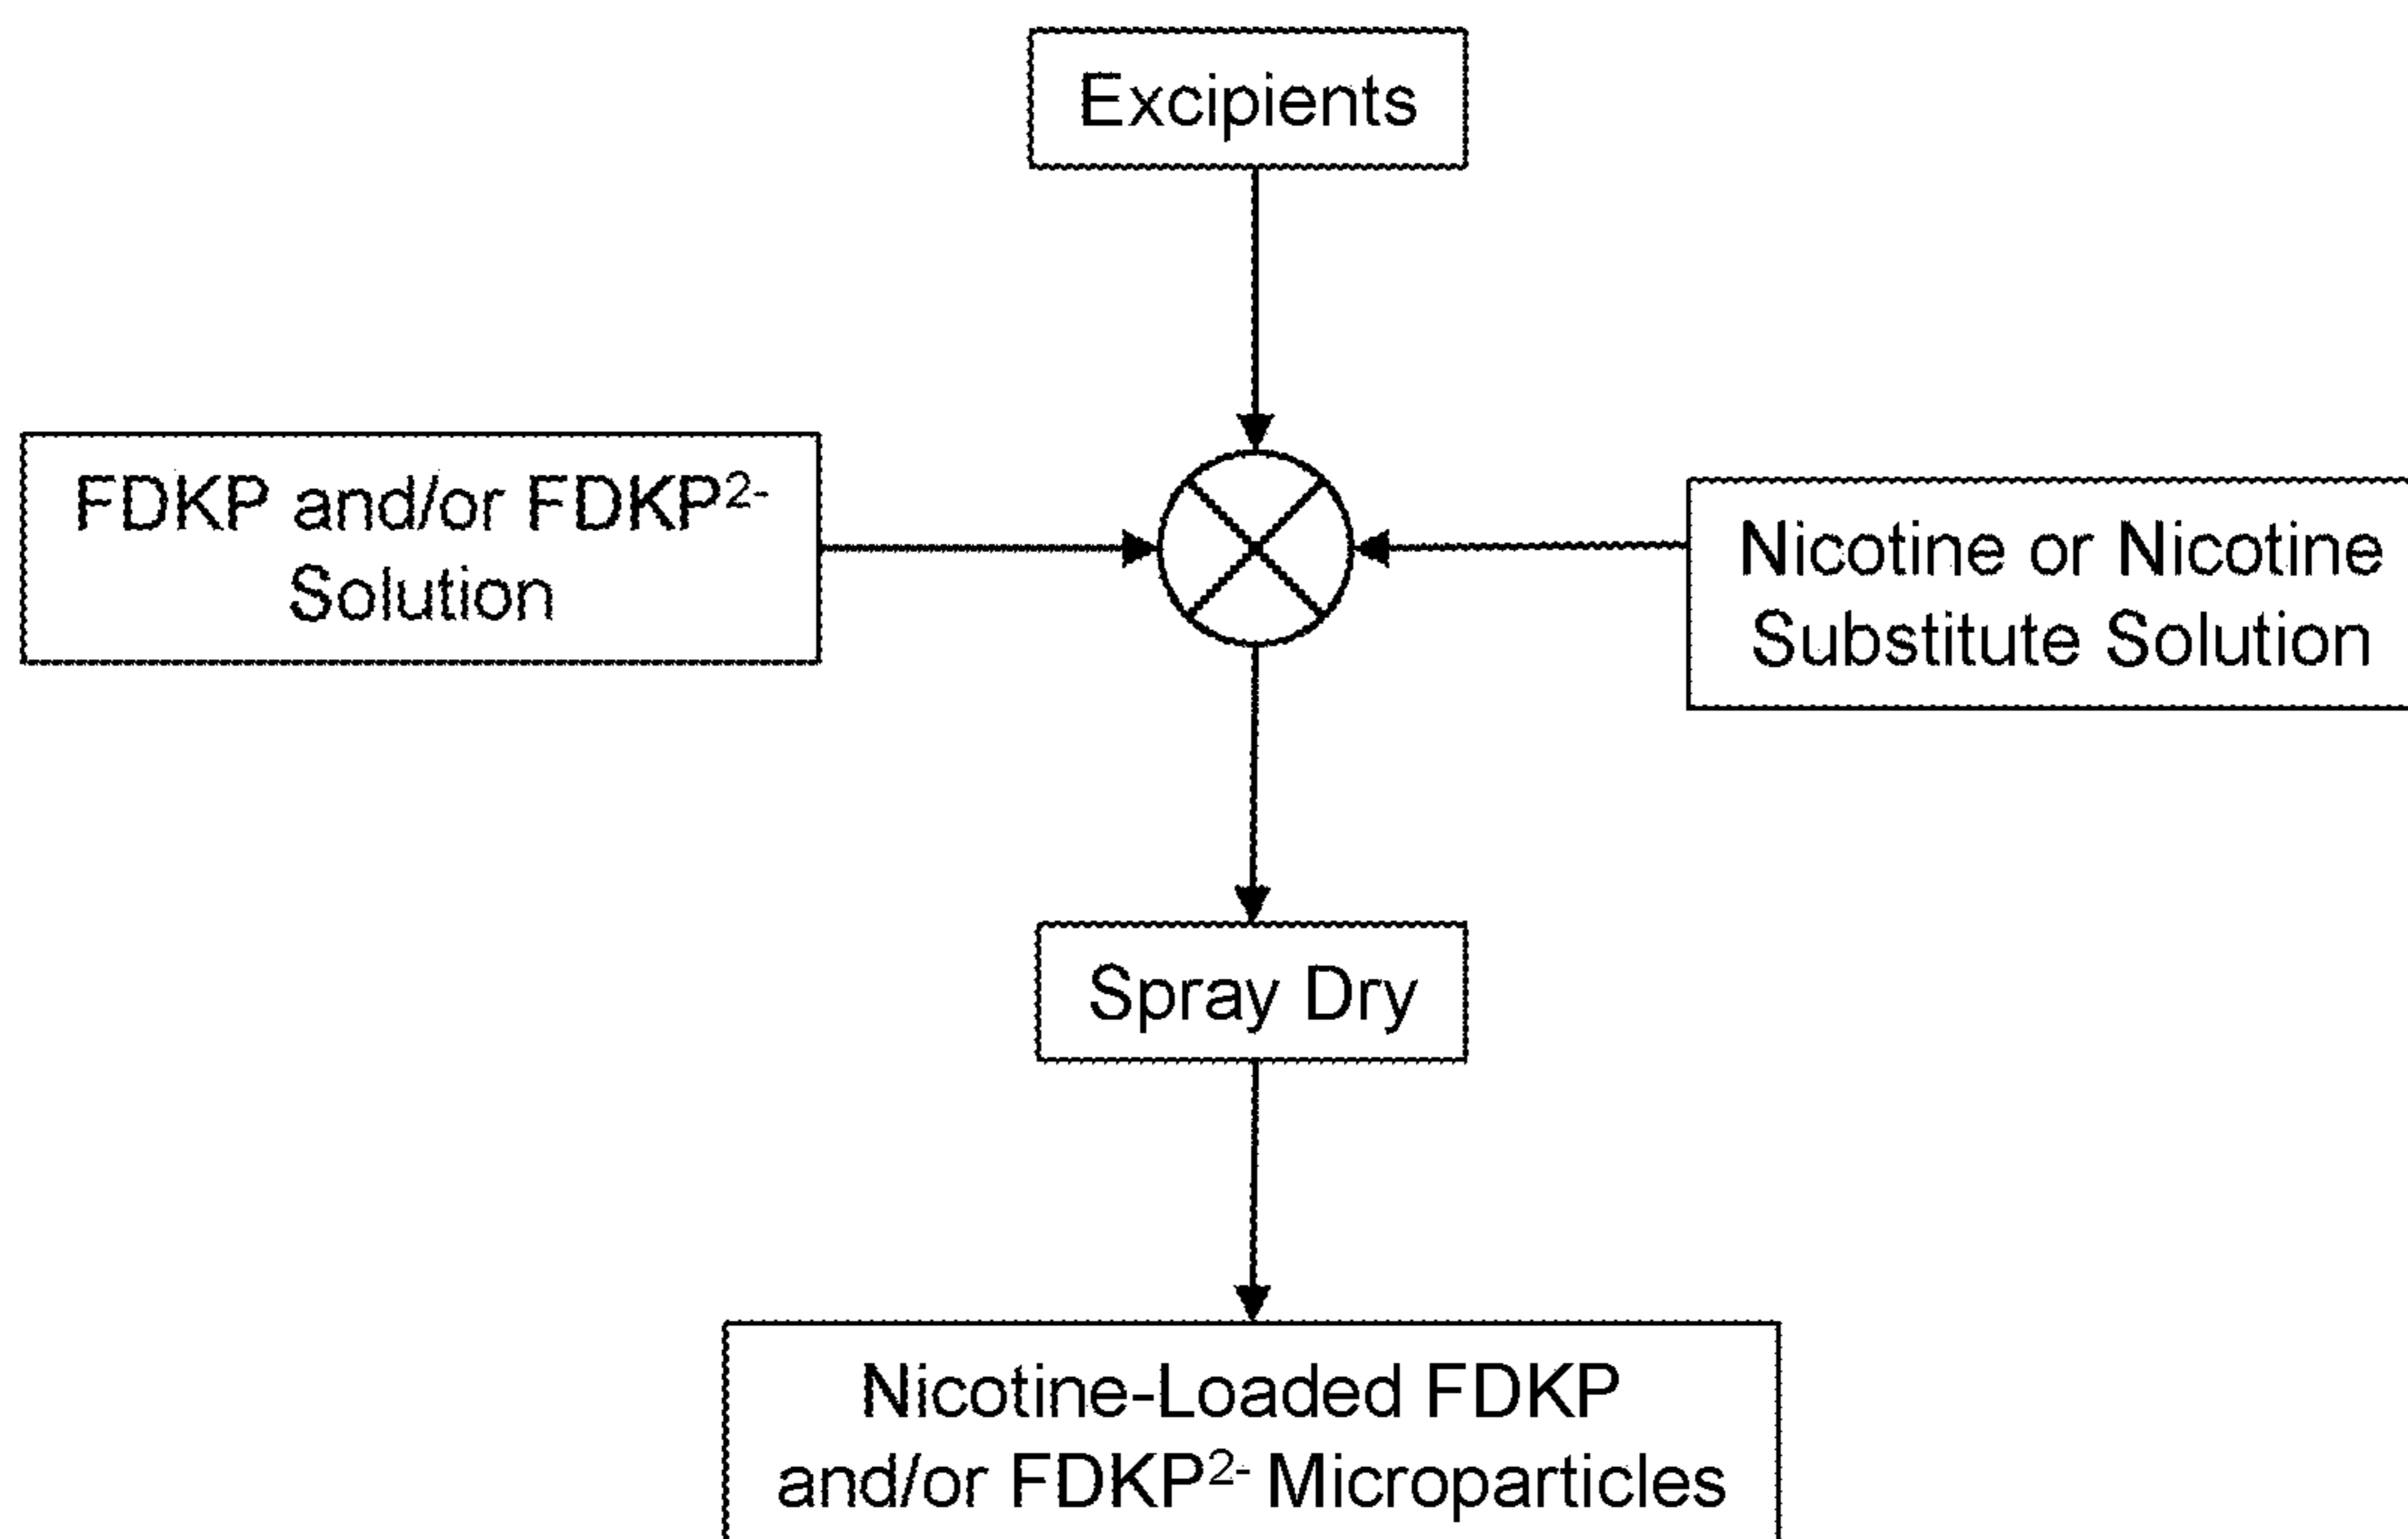 Excipients
FDKP and/or FDKP²⁻
Solution
Nicotine or Nicotine
Substitute Solution
Spray Dry
Nicotine-Loaded FDKP
and/or FDKP²⁻ Microparticles